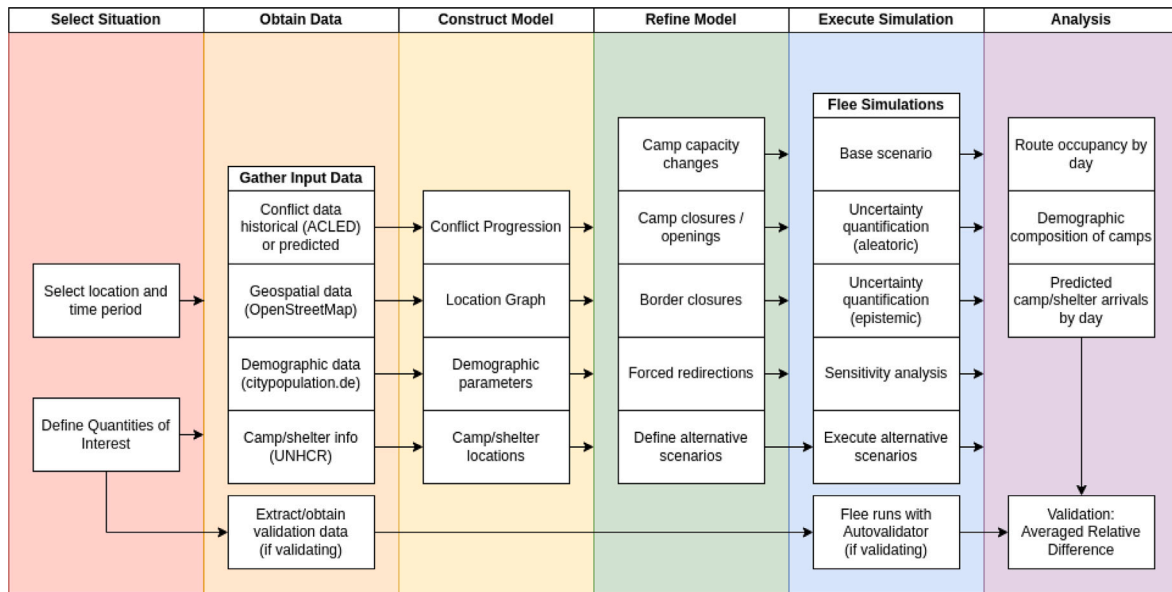 Select Situation
Obtain Data
Construct Model
Refine Model
Execute Simulation
Analysis
Select location and
time period
Define Quantities of
Interest
Gather Input Data
Conflict data
historical (ACLED)
or predicted
Geospatial data
(OpenStreetMap)
Demographic data
(citypopulation.de)
Camp/shelter info
(UNHCR)
Extract/obtain
validation data
(if validating)
Conflict Progression
Location Graph
Demographic
parameters
Camp/shelter
locations
Camp capacity
changes
Camp closures /
openings
Border closures
Forced redirections
Define alternative
scenarios
Flee Simulations
Base scenario
Uncertainty
quantification
(aleatoric)
Uncertainty
quantification
(epistemic)
Sensitivity analysis
Execute alternative
scenarios
Flee runs with
Autovalidator
(if validating)
Route occupancy by
day
Demographic
composition of camps
Predicted
camp/shelter arrivals
by day
Validation:
Averaged Relative
Difference